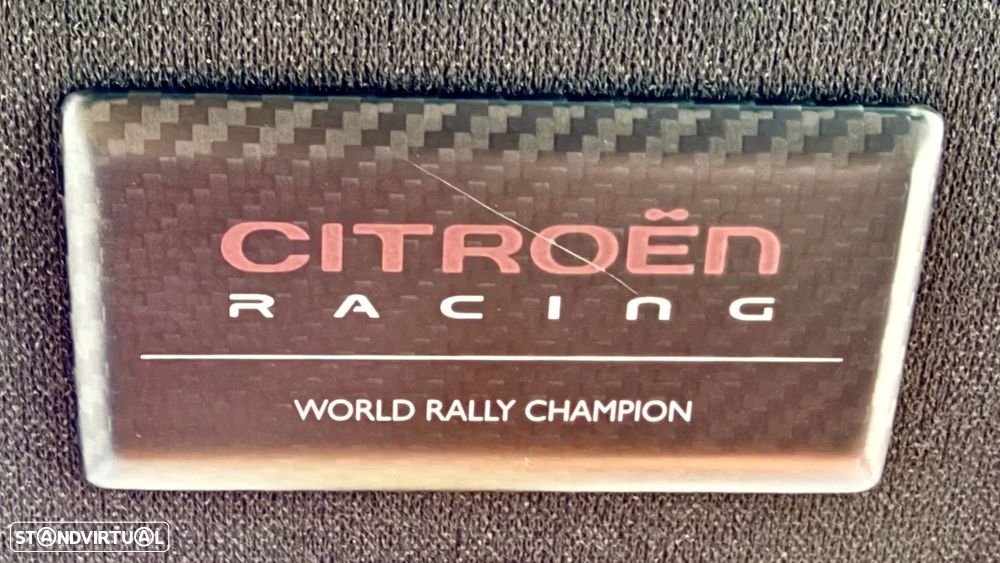 CITROËN
RACING
WORLD RALLY CHAMPION
STANDVIRTUAL